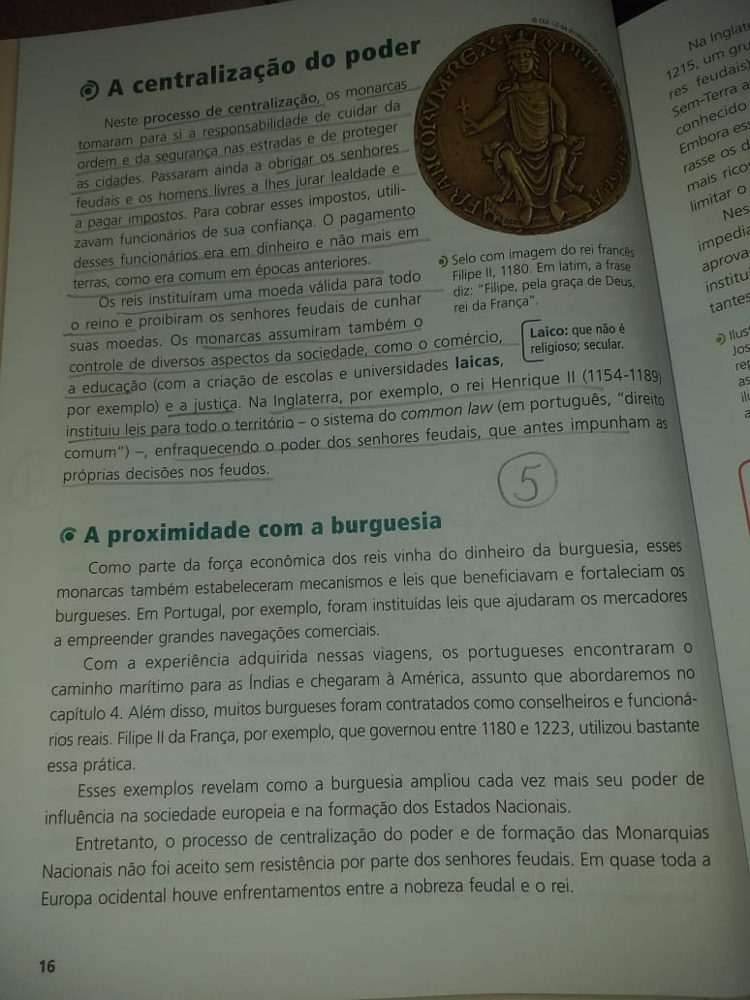 A centralização do poder
Neste processo de centralização, os monarcas
tomaram para si a responsabilidade de cuidar da
ordem e da segurança nas estradas e de proteger
as cidades. Passaram ainda a obrigar os senhores
feudais e os homens livres a lhes jurar lealdade e
a pagar impostos. Para cobrar esses impostos, utili-
zavam funcionários de sua confiança. O pagamento
desses funcionários era em dinheiro e não mais em
terras, como era comum em épocas anteriores.
Os reis instituíram uma moeda válida para todo
o reino e proibiram os senhores feudais de cunhar
suas moedas. Os monarcas assumiram também o
controle de diversos aspectos da sociedade, como o comércio,
a educação (com a criação de escolas e universidades laicas,
por exemplo) e a justiça. Na Inglaterra, por exemplo, o rei Henrique II (1154-1189)
instituiu leis para todo o território – o sistema do common law (em português, "direito
comum") –, enfraquecendo o poder dos senhores feudais, que antes impunham as
próprias decisões nos feudos.
FRANCORVM·REX·
Selo com imagem do rei francês
Filipe II, 1180. Em latim, a frase
diz: "Filipe, pela graça de Deus,
rei da França".
Laico: que não é
religioso; secular.
5
A proximidade com a burguesia
Como parte da força econômica dos reis vinha do dinheiro da burguesia, esses
monarcas também estabeleceram mecanismos e leis que beneficiavam e fortaleciam os
burgueses. Em Portugal, por exemplo, foram instituídas leis que ajudaram os mercadores
a empreender grandes navegações comerciais.
Com a experiência adquirida nessas viagens, os portugueses encontraram o
caminho marítimo para as Índias e chegaram à América, assunto que abordaremos no
capítulo 4. Além disso, muitos burgueses foram contratados como conselheiros e funcioná-
rios reais. Filipe II da França, por exemplo, que governou entre 1180 e 1223, utilizou bastante
essa prática.
Esses exemplos revelam como a burguesia ampliou cada vez mais seu poder de
influência na sociedade europeia e na formação dos Estados Nacionais.
Entretanto, o processo de centralização do poder e de formação das Monarquias
Nacionais não foi aceito sem resistência por parte dos senhores feudais. Em quase toda a
Europa ocidental houve enfrentamentos entre a nobreza feudal e o rei.
16
Na Inglat
1215, um gru
res feudais)
Sem-Terra a
conhecido
Embora ess
rasse os d
mais rico
limitar o
Nes
impedia
aprova
institu
tantes
Ilus
Jos
re
as